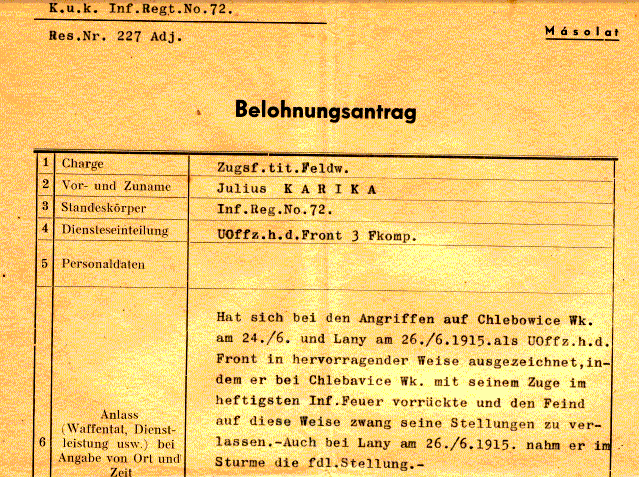 K.u.k. Inf.Regt.No.72.
Res.Nr. 227 Adj.
Másolat
Belohnungsantrag
1 Charge Zugsf.tit.Feldw.
2 Vor- und Zuname Julius KARIKA
3 Standeskörper Inf.Reg.No.72.
4 Diensteseinteilung UOffz.h.d.Front 3 Fkomp.
5 Personaldaten
6 Anlass
(Waffentat, Dienst-
leistung usw.) bei
Angabe von Ort und
Zeit
Hat sich bei den Angriffen auf Chlebowice Wk.
am 24./6. und Lany am 26./6.1915.als UOffz.h.d.
Front in hervorragender Weise ausgezeichnet,in-
dem er bei Chlebavice Wk. mit seinem Zuge im
heftigsten Inf.Feuer vorrückte und den Feind
auf diese Weise zwang seine Stellungen zu ver-
lassen.-Auch bei Lany am 26./6.1915. nahm er im
Sturme die fdl.Stellung.-